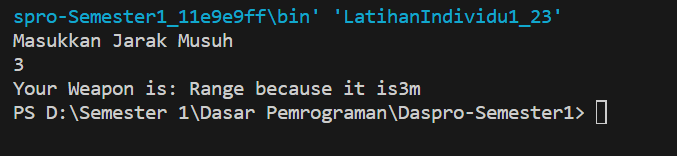 spro-Semester1_11e9e9ff\bin' 'LatihanIndividu1_23'
Masukkan Jarak Musuh
3
Your Weapon is: Range because it is3m
PS D:\Semester 1\Dasar Pemrograman\Daspro-Semester1>